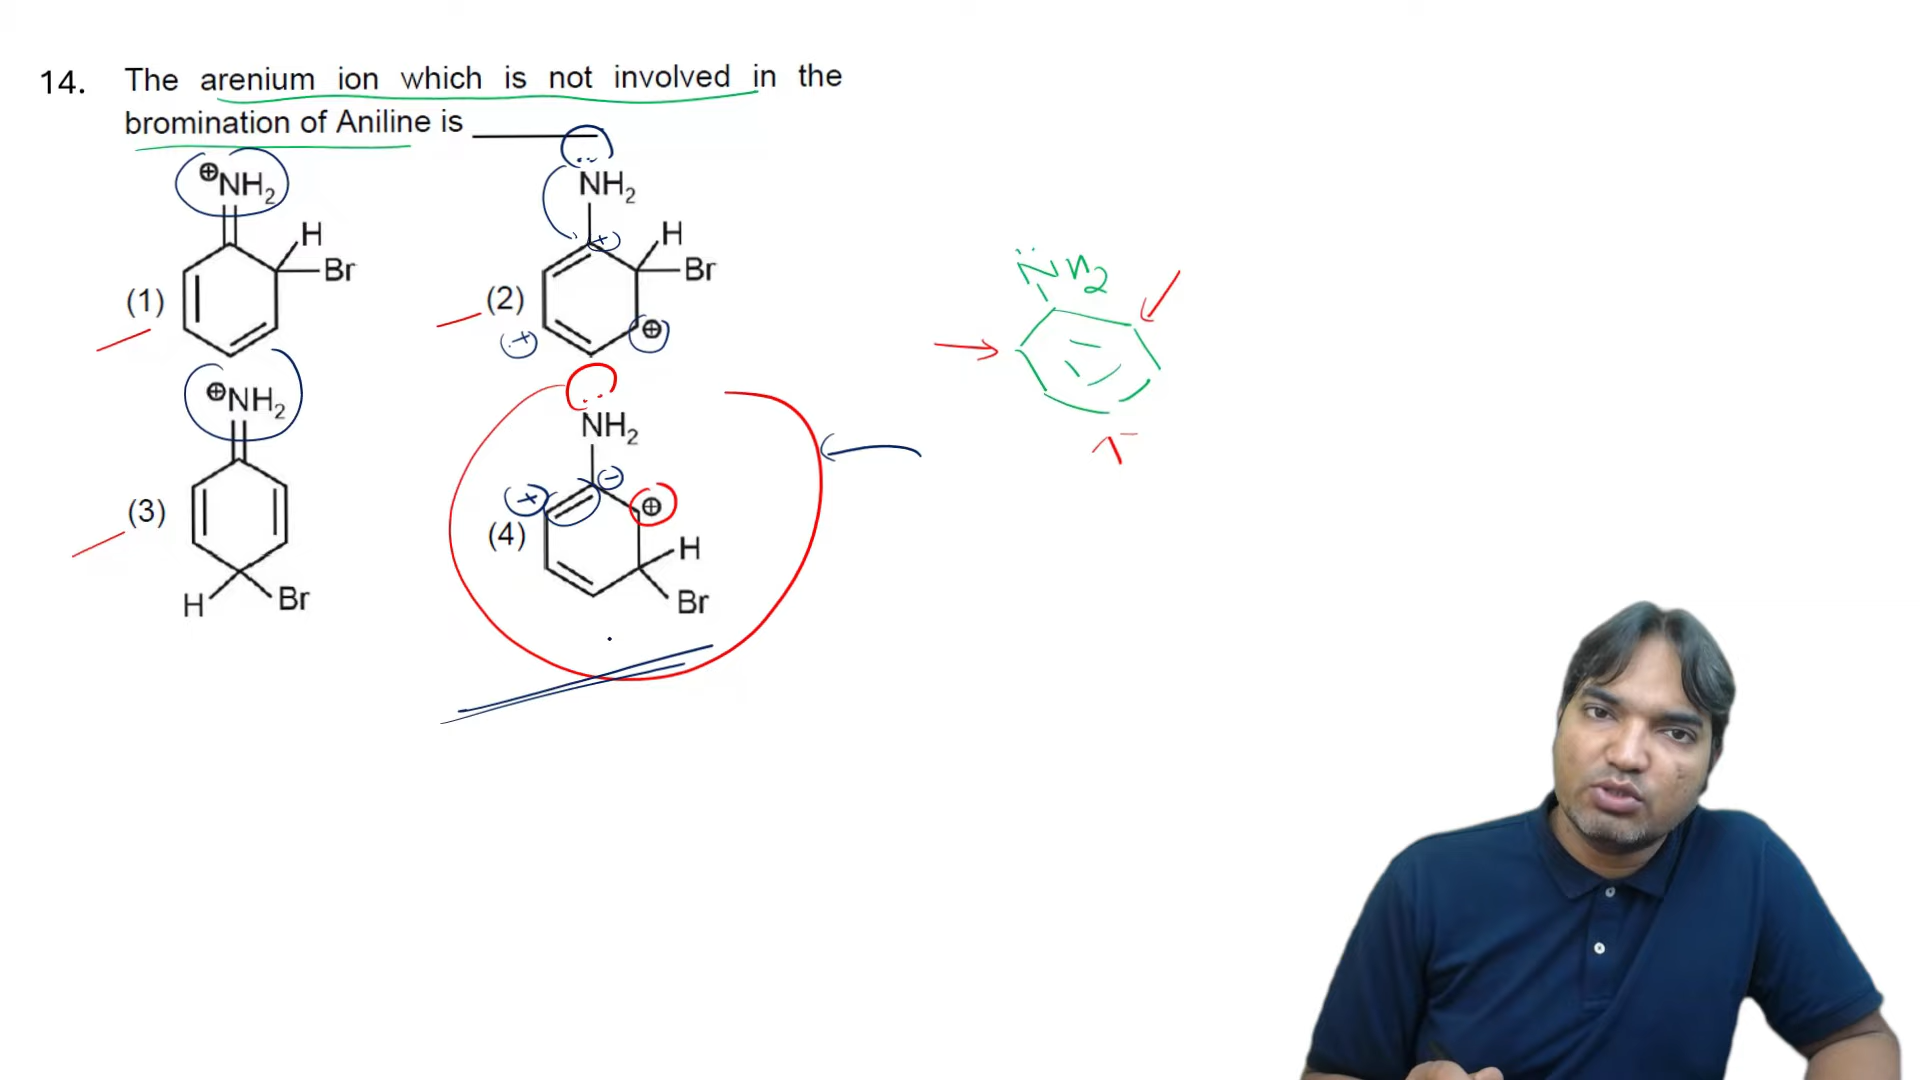 14. The arenium ion which is not involved in the
bromination of Aniline is ________
⊕NH2
H
Br
(1)
NH2
H
Br
(2)
⊕
+
+
⊕NH2
(3)
H
Br
NH2
+
−
⊕
(4)
H
Br
NH2